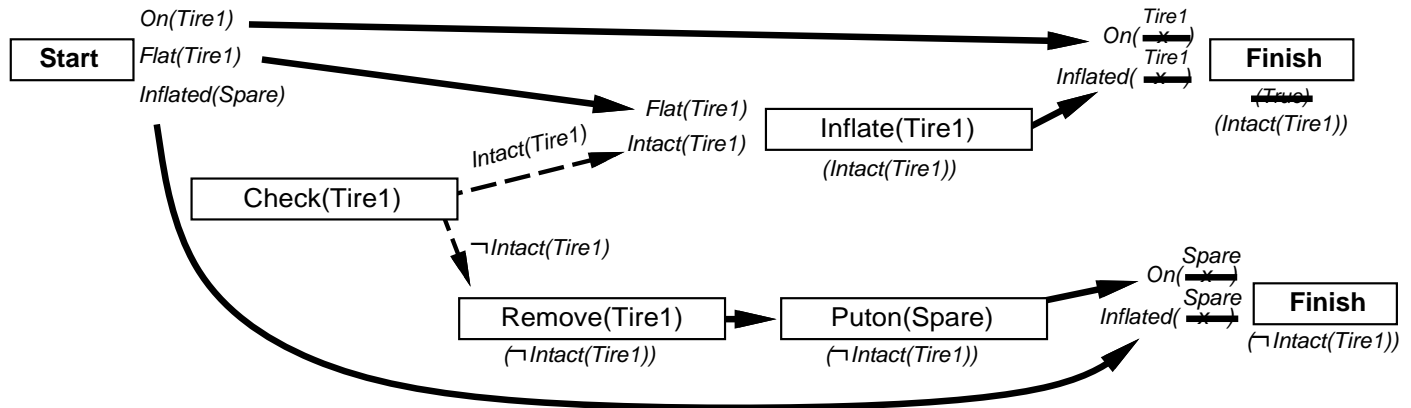 Start
On(Tire1)
Flat(Tire1)
Inflated(Spare)
Tire1
On( x )
Tire1
Inflated( x )
Finish
(True)
(Intact(Tire1))
Flat(Tire1)
Intact(Tire1)
Inflate(Tire1)
(Intact(Tire1))
Intact(Tire1)
Check(Tire1)
¬Intact(Tire1)
Remove(Tire1)
(¬Intact(Tire1))
Puton(Spare)
(¬Intact(Tire1))
Spare
On( x )
Spare
Inflated( x )
Finish
(¬Intact(Tire1))